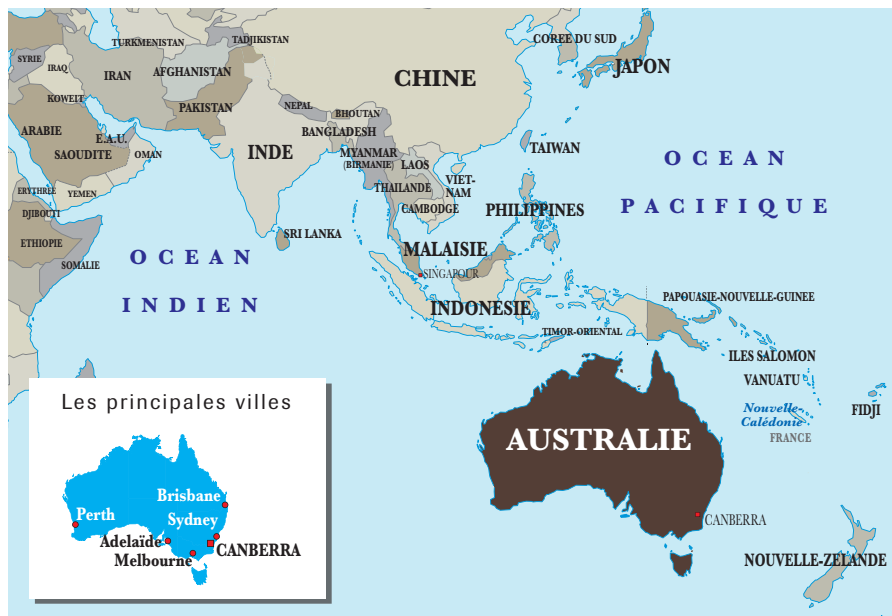 TURKMENISTAN
TADJIKISTAN
COREE DU SUD
SYRIE
IRAQ
IRAN
AFGHANISTAN
CHINE
JAPON
KOWEIT
PAKISTAN
NEPAL
BHOUTAN
ARABIE
SAOUDITE
E.A.U.
OMAN
INDE
BANGLADESH
MYANMAR
(BIRMANIE)
LAOS
TAIWAN
OCEAN
PACIFIQUE
ERYTHREE
YEMEN
THAILANDE
VIET-
NAM
CAMBODGE
PHILIPPINES
DJIBOUTI
ETHIOPIE
SOMALIE
OCEAN
INDIEN
SRI LANKA
MALAISIE
SINGAPOUR
INDONESIE
PAPOUASIE-NOUVELLE-GUINEE
TIMOR-ORIENTAL
ILES SALOMON
VANUATU
Nouvelle-
Calédonie
FRANCE
FIDJI
AUSTRALIE
CANBERRA
NOUVELLE-ZELANDE
Les principales villes
Brisbane
Perth
Sydney
Adelaïde
CANBERRA
Melbourne